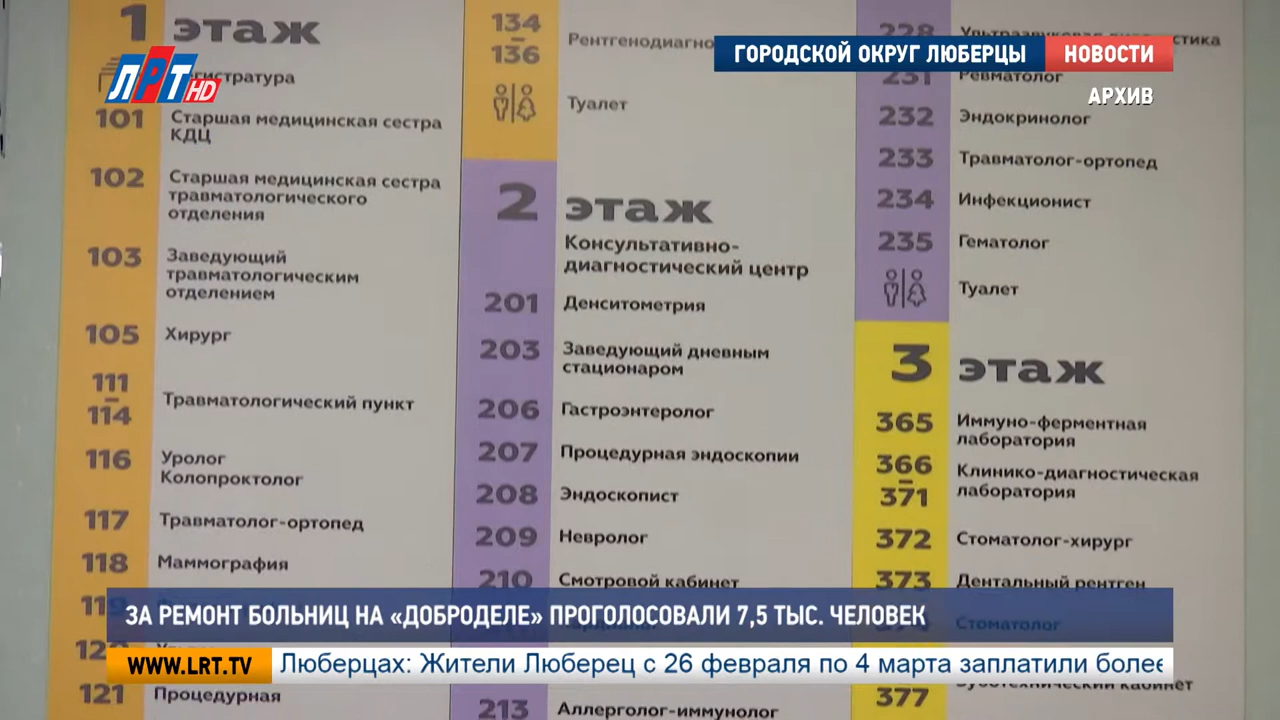 1 этаж
101 Старшая медицинская сестра
КДЦ
102 Старшая медицинская сестра
травматологического
отделения
103 Заведующий
травматологическим
отделением
105 Хирург
111
–
114
Травматологический пункт
116 Уролог
Колопроктолог
117 Травматолог-ортопед
118 Маммография
121 Процедурная
134
–
136
Туалет
2 этаж
Консультативно-
диагностический центр
201 Денситометрия
203 Заведующий дневным
стационаром
206 Гастроэнтеролог
207 Процедурная эндоскопии
208 Эндоскопист
209 Невролог
210 Смотровой кабинет
213 Аллерголог-иммунолог
228
231 Ревматолог
232 Эндокринолог
233 Травматолог-ортопед
234 Инфекционист
235 Гематолог
Туалет
3 этаж
365 Иммуно-ферментная
лаборатория
366
–
371
Клинико-диагностическая
лаборатория
372 Стоматолог-хирург
373 Дентальный рентген
Стоматолог
377
ЛРТ HD
ГОРОДСКОЙ ОКРУГ ЛЮБЕРЦЫ НОВОСТИ
АРХИВ
ЗА РЕМОНТ БОЛЬНИЦ НА «ДОБРОДЕЛЕ» ПРОГОЛОСОВАЛИ 7,5 ТЫС. ЧЕЛОВЕК
WWW.LRT.TV Люберцах: Жители Люберец с 26 февраля по 4 марта заплатили более